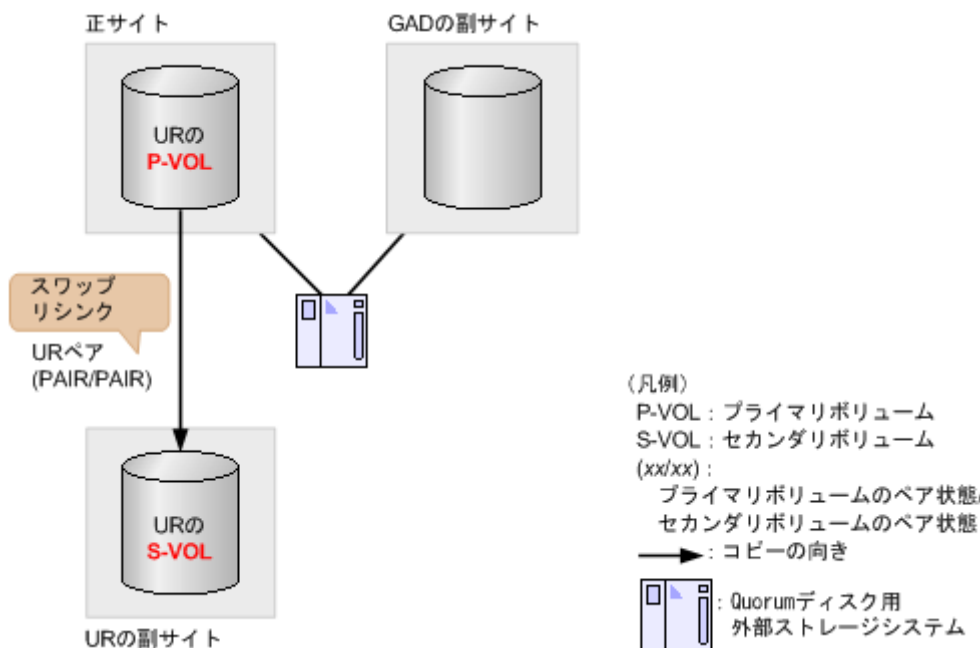 正サイト
GADの副サイト
URの
P-VOL
スワップ
リシンク
URペア
(PAIR/PAIR)
URの
S-VOL
URの副サイト
（凡例）
P-VOL：プライマリボリューム
S-VOL：セカンダリボリューム
(xx/xx)：
プライマリボリュームのペア状態/
セカンダリボリュームのペア状態
：コピーの向き
：Quorumディスク用
外部ストレージシステム